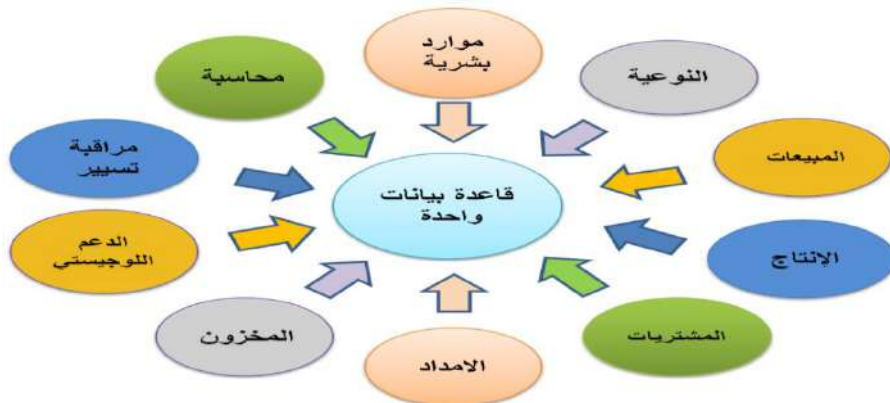 موارد
بشرية
النوعية
محاسبة
المبيعات
مراقبة
تسيير
قاعدة بيانات
واحدة
الإنتاج
الدعم
اللوجيستي
المشتريات
المخزون
الامداد